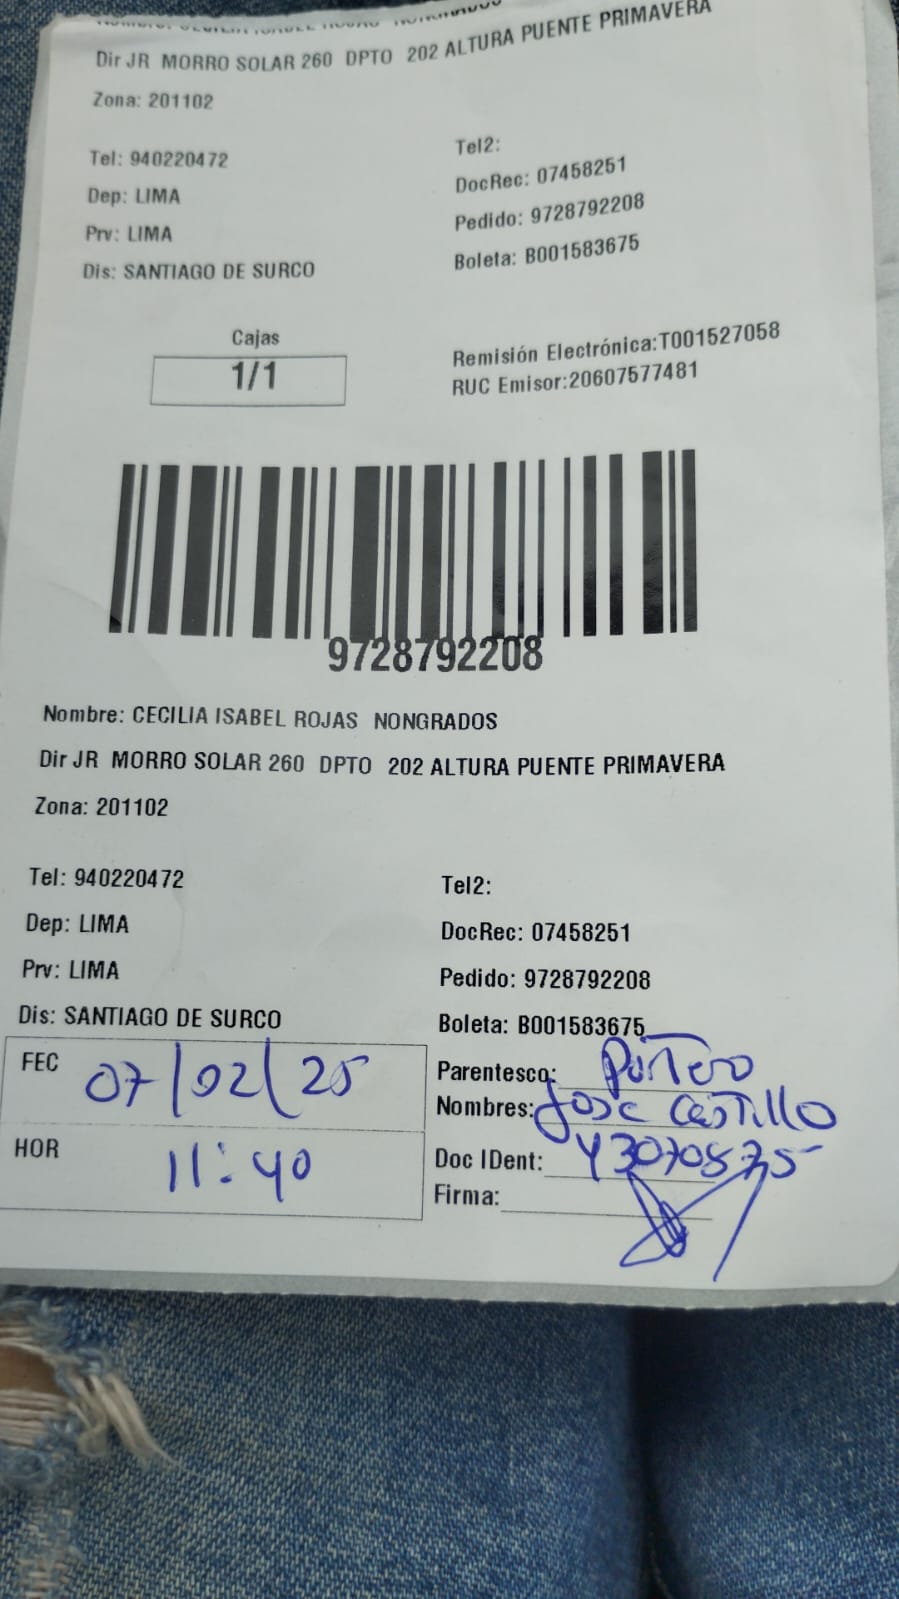 Dir JR MORRO SOLAR 260 DPTO 202 ALTURA PUENTE PRIMAVERA
Zona: 201102
Tel: 940220472
Tel2:
Dep: LIMA
DocRec: 07458251
Prv: LIMA
Pedido: 9728792208
Dis: SANTIAGO DE SURCO
Boleta: B001583675
Cajas
1/1
Remisión Electrónica:T001527058
RUC Emisor:20607577481
9728792208
Nombre: CECILIA ISABEL ROJAS NONGRADOS
Dir JR MORRO SOLAR 260 DPTO 202 ALTURA PUENTE PRIMAVERA
Zona: 201102
Tel: 940220472
Tel2:
Dep: LIMA
DocRec: 07458251
Prv: LIMA
Pedido: 9728792208
Dis: SANTIAGO DE SURCO
Boleta: B001583675
FEC 07/02/25
Parentesco: Portero
Nombres: Jose Castillo
HOR 11:40
Doc IDent:
Firma: